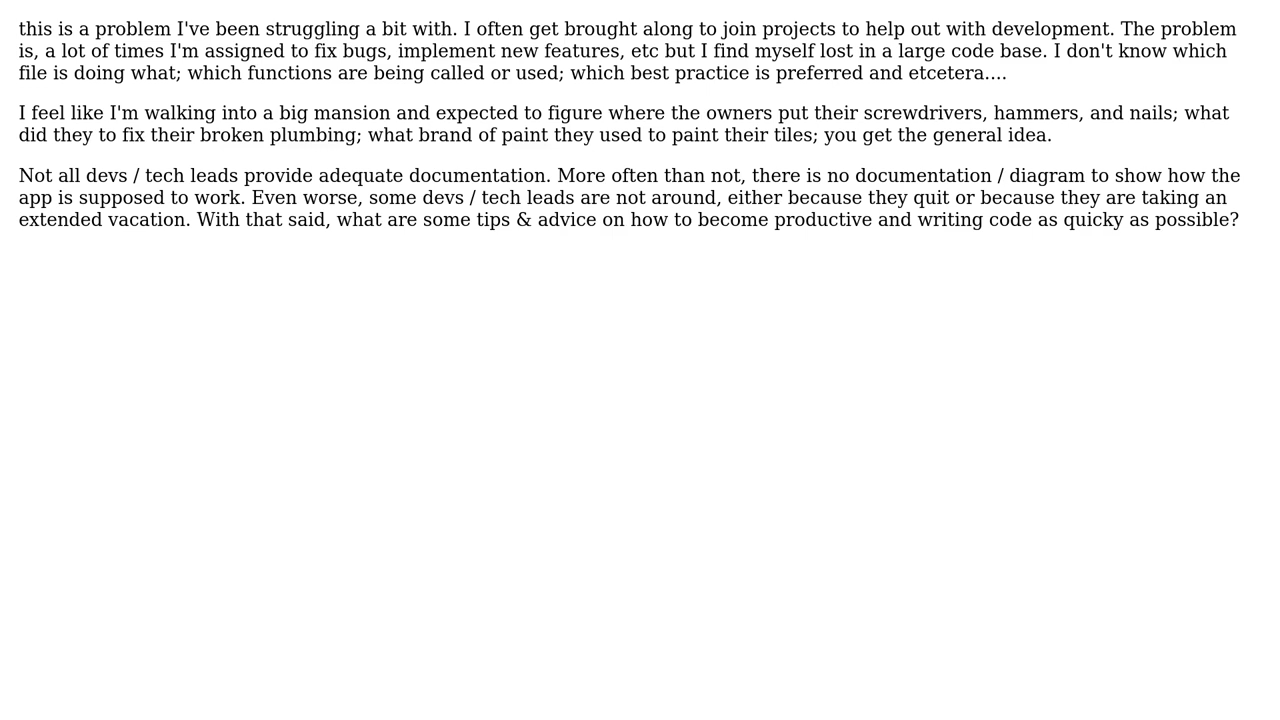 this is a problem I've been struggling a bit with. I often get brought along to join projects to help out with development. The problem
is, a lot of times I'm assigned to fix bugs, implement new features, etc but I find myself lost in a large code base. I don't know which
file is doing what; which functions are being called or used; which best practice is preferred and etcetera....
I feel like I'm walking into a big mansion and expected to figure where the owners put their screwdrivers, hammers, and nails; what
did they to fix their broken plumbing; what brand of paint they used to paint their tiles; you get the general idea.
Not all devs / tech leads provide adequate documentation. More often than not, there is no documentation / diagram to show how the
app is supposed to work. Even worse, some devs / tech leads are not around, either because they quit or because they are taking an
extended vacation. With that said, what are some tips & advice on how to become productive and writing code as quicky as possible?